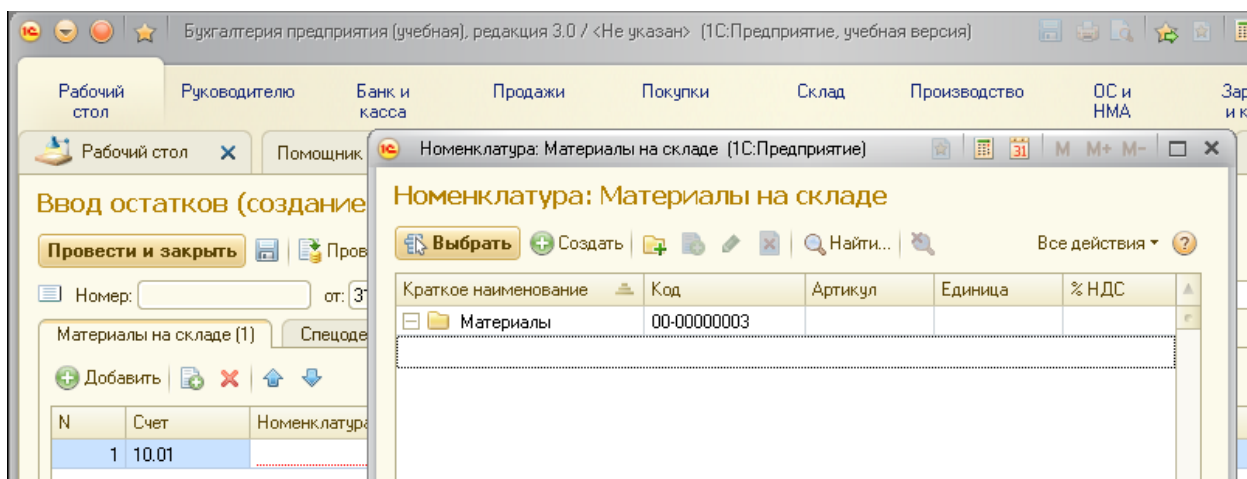 Бухгалтерия предприятия (учебная), редакция 3.0 / <Не указан> (1С:Предприятие, учебная версия)
Рабочий стол
Руководителю
Банк и касса
Продажи
Покупки
Склад
Производство
ОС и НМА
Рабочий стол
Помощник
Номенклатура: Материалы на складе (1С:Предприятие)
31
M M+ M-
Ввод остатков (создание
Номенклатура: Материалы на складе
Провести и закрыть
Выбрать
Создать
Найти...
Все действия
Номер:
от:
Краткое наименование
Код
Артикул
Единица
% НДС
Материалы
00-00000003
Материалы на складе (1)
Добавить
N
Счет
1
10.01